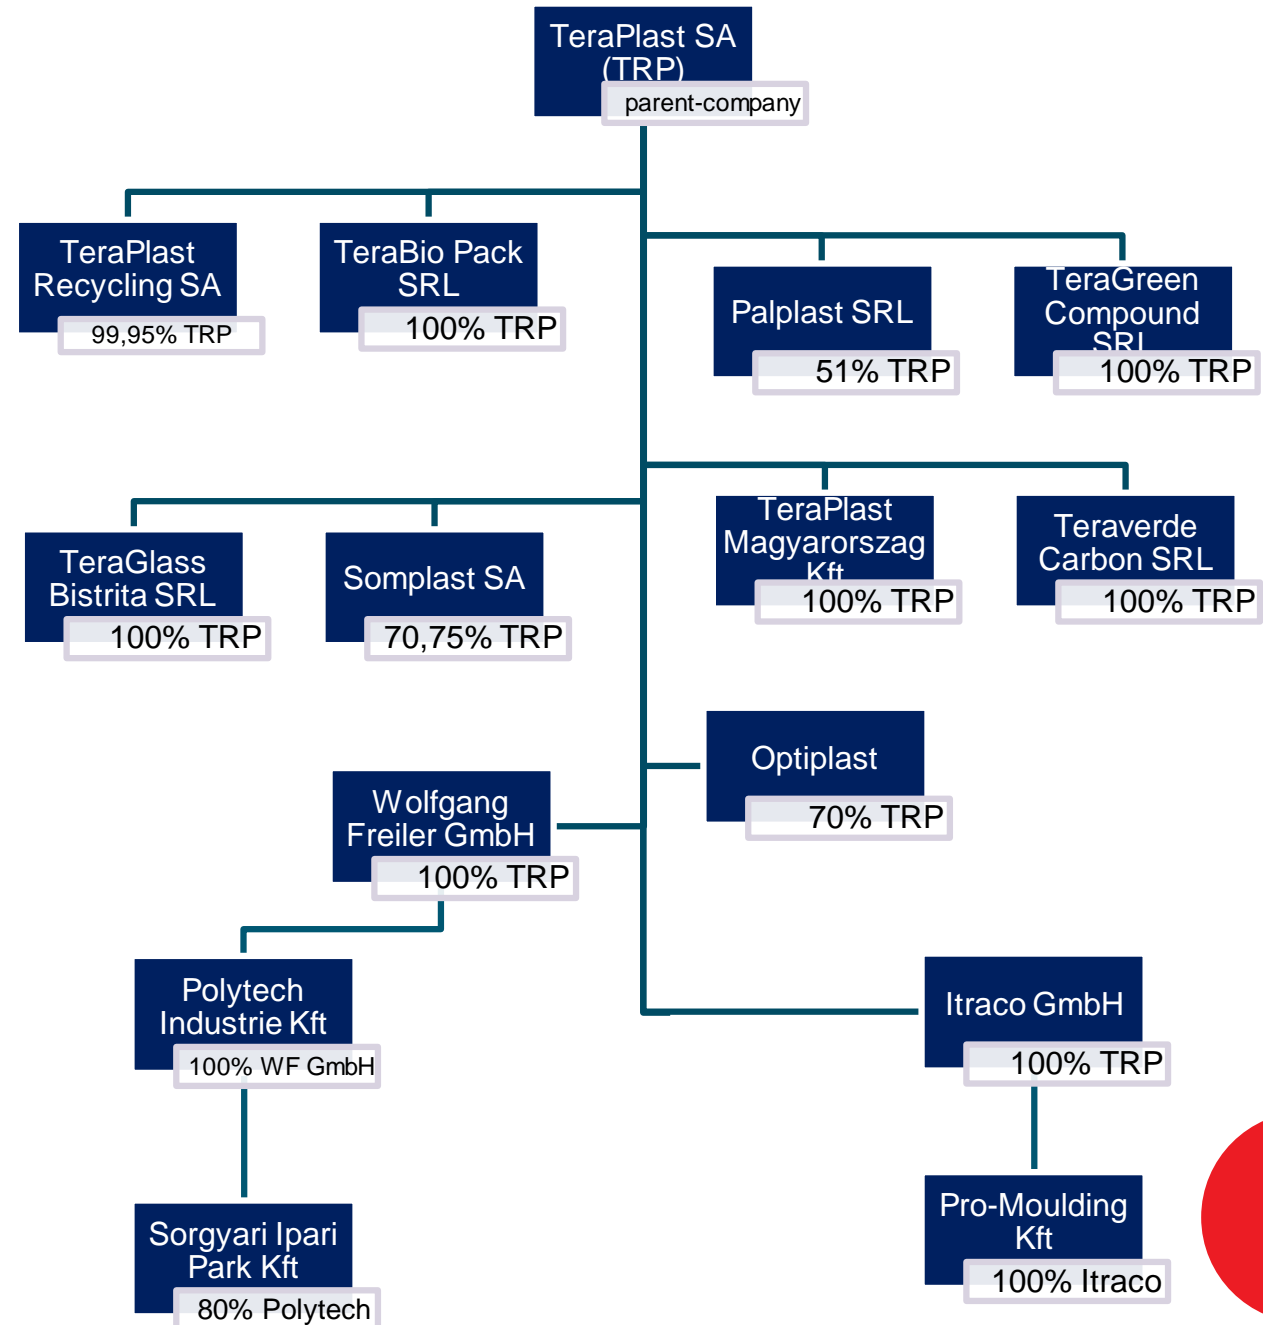 TeraPlast SA
(TRP)
parent-company
TeraPlast
Recycling SA
99,95% TRP
TeraBio Pack
SRL
100% TRP
Palplast SRL
51% TRP
TeraGreen
Compound
SRL
100% TRP
TeraGlass
Bistrita SRL
100% TRP
Somplast SA
70,75% TRP
TeraPlast
Magyarorszag
Kft
100% TRP
Teraverde
Carbon SRL
100% TRP
Optiplast
70% TRP
Wolfgang
Freiler GmbH
100% TRP
Polytech
Industrie Kft
100% WF GmbH
Itraco GmbH
100% TRP
Sorgyari Ipari
Park Kft
80% Polytech
Pro-Moulding
Kft
100% Itraco